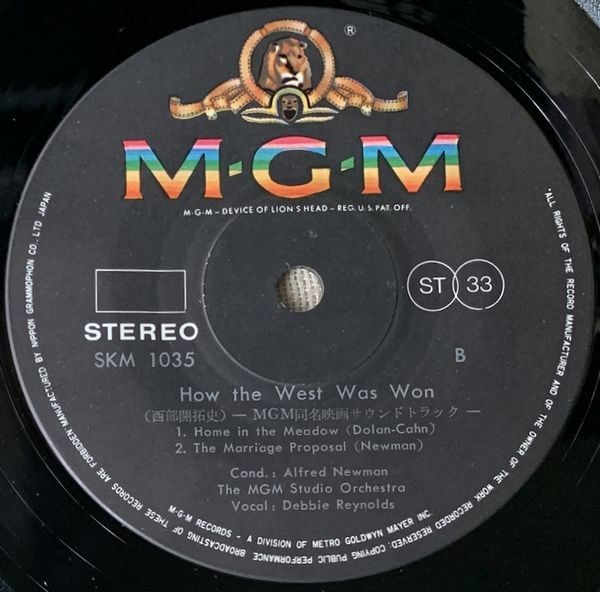 ®
M·G·M
M·G·M – DEVICE OF LION'S HEAD – REG. U.S. PAT. OFF.
ST 33
STEREO
SKM 1035
B
How the West Was Won
(西部開拓史) — MGM同名映画サウンドトラック —
1. Home in the Meadow (Dolan-Cahn)
2. The Marriage Proposal (Newman)
Cond.: Alfred Newman
The MGM Studio Orchestra
Vocal: Debbie Reynolds
M·G·M RECORDS – A DIVISION OF METRO GOLDWYN MAYER INC.
"ALL RIGHTS OF THE RECORD MANUFACTURER AND OF THE OWNER OF THE WORK RECORDED RESERVED; COPYING PUBLIC PERFORMANCE BROADCASTING OF THESE RECORDS ARE FORBIDDEN: MANUFACTURED BY NIPPON GRAMMOPHON CO., LTD JAPAN